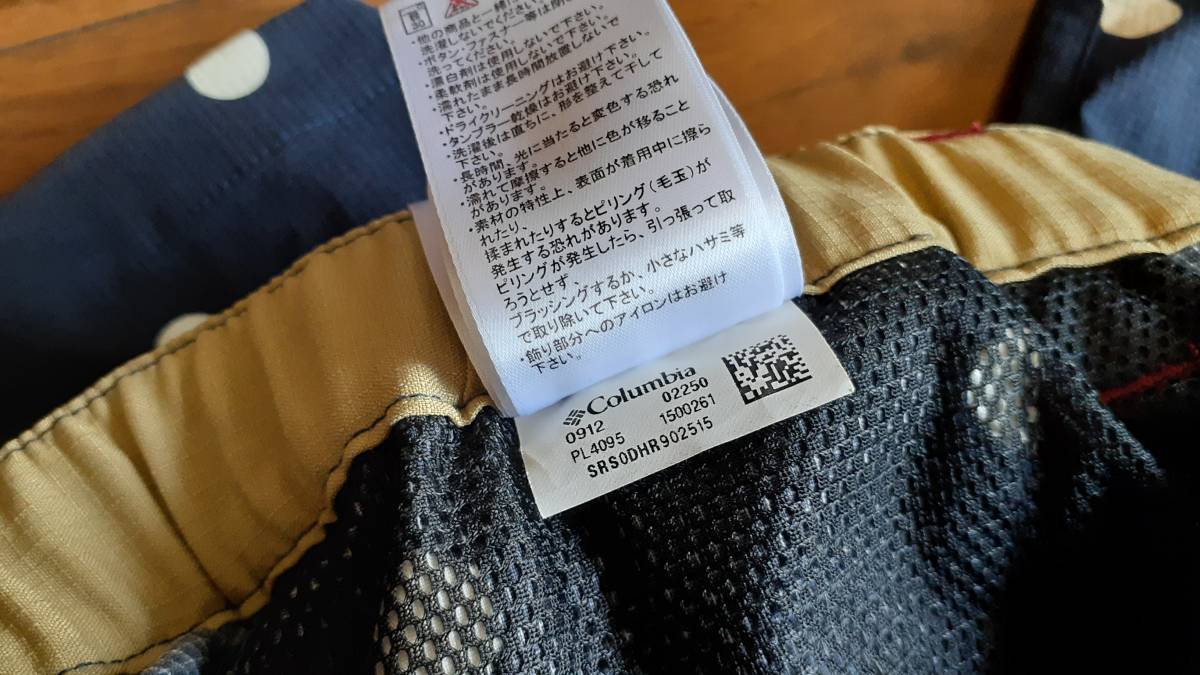 ・他の商品と一緒に
洗濯しないでください。
・ボタン・ファスナー等は閉じ
洗ってください。
・漂白剤は使用しないで下さい。
・柔軟剤は使用しないで下さい。
・濡れたまま長時間放置しないで
下さい。
・ドライクリーニングはお避け下さい。
・タンブラー乾燥はお避け下さい。
・洗濯後は直ちに、形を整えて干して
下さい。
・長時間、光に当たると変色する恐れ
があります。
・濡れて摩擦すると他に色が移ること
があります。
・素材の特性上、表面が着用中に擦ら
れたり、
揉まれたりするとピリング(毛玉)が
発生する恐れがあります。
ピリングが発生したら、引っ張って取
ろうとせず、
ブラッシングするか、小さなハサミ等
で取り除いて下さい。
・飾り部分へのアイロンはお避け
下さい。
Columbia
0912 02250
PL4095 1500261
SRS0DHR902515